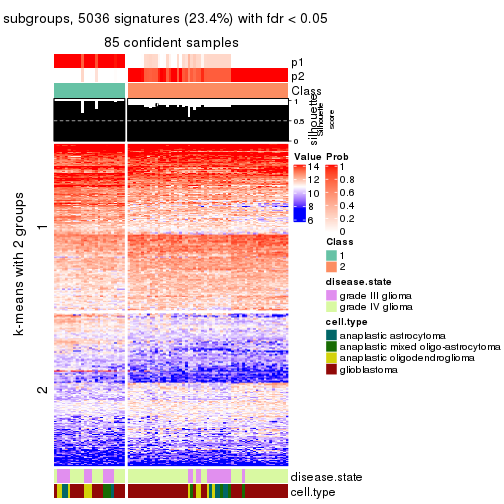 subgroups, 5036 signatures (23.4%) with fdr < 0.05
85 confident samples
p1
p2
Class
1
0.5
0
silhouette
Silhouette
score
k-means with 2 groups
1
2
Value
14
12
10
8
6
Prob
1
0.8
0.6
0.4
0.2
0
Class
1
2
disease.state
grade III glioma
grade IV glioma
cell.type
anaplastic astrocytoma
anaplastic mixed oligo-astrocytoma
anaplastic oligodendroglioma
glioblastoma
disease.state
cell.type